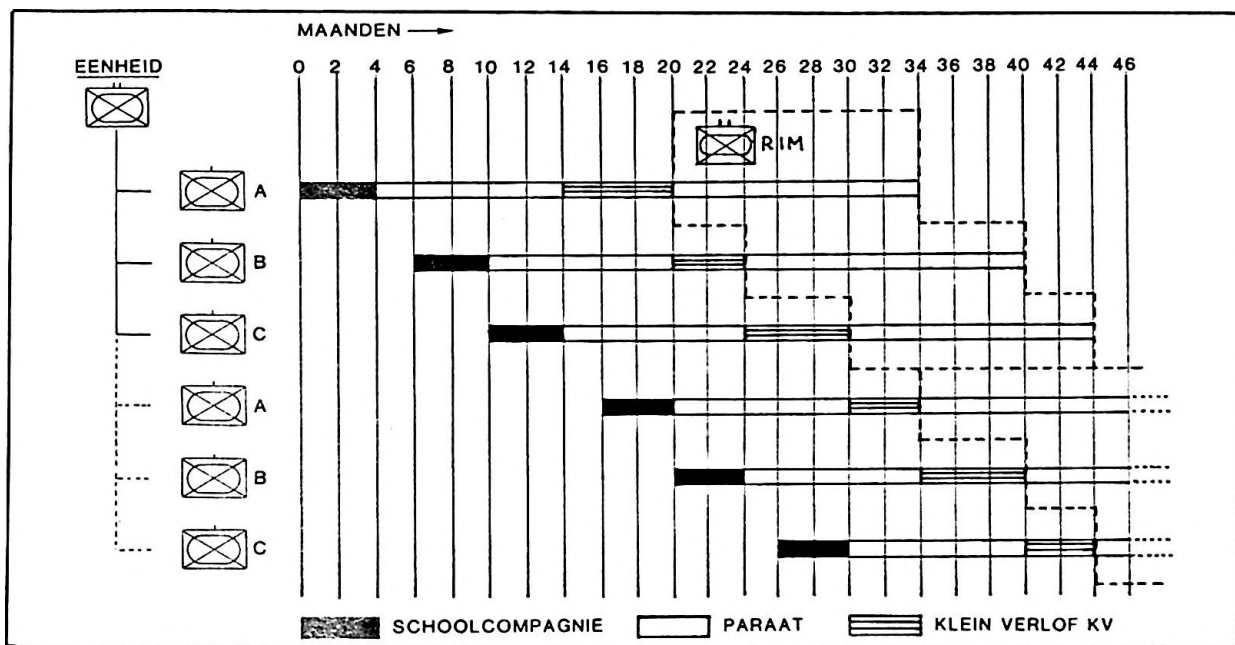 MAANDEN
EENHEID
0 2 4 6 8 10 12 14 16 18 20 22 24 26 28 30 32 34 36 38 40 42 44 46
RIM
A
B
C
A
B
C
SCHOOLCOMPAGNIE PARAAT KLEIN VERLOF KV